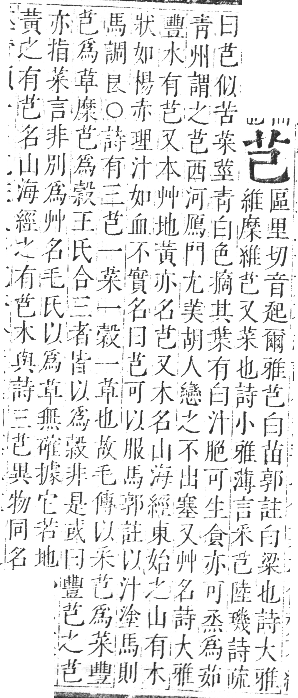 芑
區里切音起爾雅芑白苗郭註白粱也詩大雅
維糜維芑又菜也詩小雅薄言采芑陸璣詩疏
曰芑似苦菜莖青白色摘其葉有白汁脃可生食亦可烝為茹
青州謂之芑西河鴈門尤美胡人戀之不出塞又艸名詩大雅
豐水有芑又本艸地黃亦名芑又木名山海經東始之山有木
狀如楊赤理汁如血不實名曰芑可以服馬郭註以汁塗馬則
馬調良○詩有三芑一菜一穀一草也故毛傳以采芑為菜豐
芑為草糜芑為穀王氏合三者皆以為穀非是或曰豐芑之芑
亦指菜言非別為艸名毛氏以為草無確據它若地
黃之有芑名山海經之有芑木與詩三芑異物同名